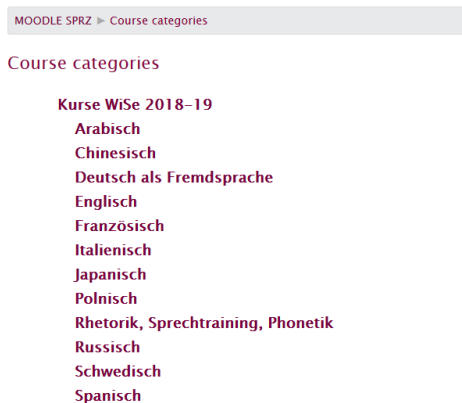 MOODLE SPRZ ► Course categories
Course categories
Kurse WiSe 2018-19
Arabisch
Chinesisch
Deutsch als Fremdsprache
Englisch
Französisch
Italienisch
Japanisch
Polnisch
Rhetorik, Sprechtraining, Phonetik
Russisch
Schwedisch
Spanisch